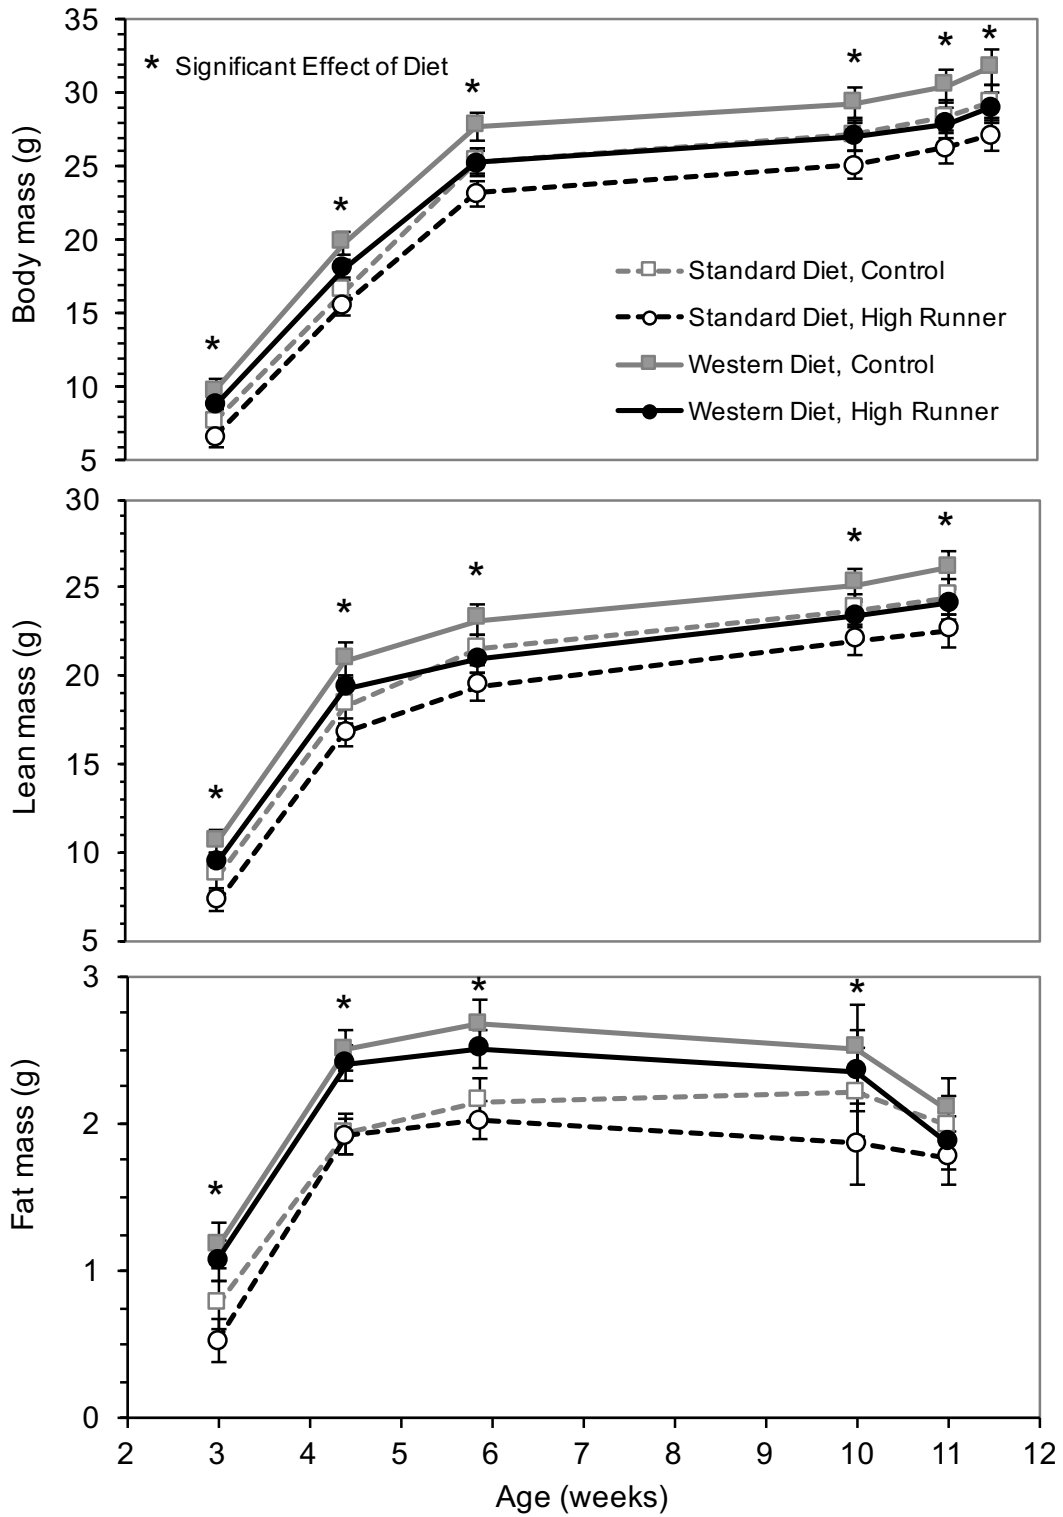 35
30
25
20
15
10
5
Body mass (g)
* Significant Effect of Diet
* * * * * *
Standard Diet, Control
Standard Diet, High Runner
Western Diet, Control
Western Diet, High Runner
30
25
20
15
10
5
Lean mass (g)
* * * * *
3
2
1
0
Fat mass (g)
* * * *
2 3 4 5 6 7 8 9 10 11 12
Age (weeks)